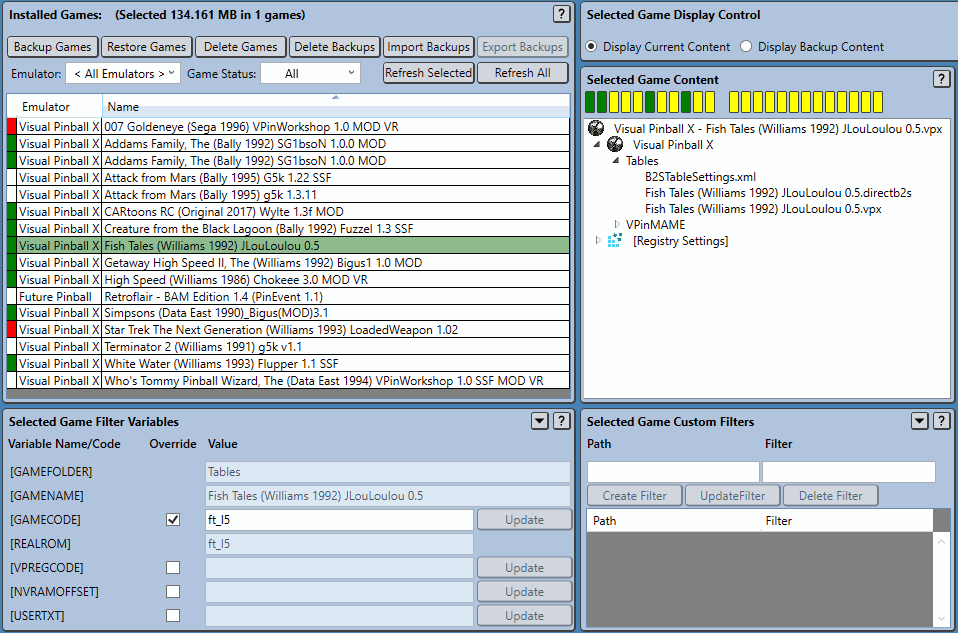 Installed Games: (Selected 134.161 MB in 1 games) ?
Backup Games Restore Games Delete Games Delete Backups Import Backups Export Backups
Emulator: < All Emulators > Game Status: All Refresh Selected Refresh All
Emulator Name
Visual Pinball X 007 Goldeneye (Sega 1996) VPinWorkshop 1.0 MOD VR
Visual Pinball X Addams Family, The (Bally 1992) SG1bsoN 1.0.0 MOD
Visual Pinball X Addams Family, The (Bally 1992) SG1bsoN 1.0.0 MOD
Visual Pinball X Attack from Mars (Bally 1995) G5k 1.22 SSF
Visual Pinball X Attack from Mars (Bally 1995) g5k 1.3.11
Visual Pinball X CARtoons RC (Original 2017) Wylte 1.3f MOD
Visual Pinball X Creature from the Black Lagoon (Bally 1992) Fuzzel 1.3 SSF
Visual Pinball X Fish Tales (Williams 1992) JLouLoulou 0.5
Visual Pinball X Getaway High Speed II, The (Williams 1992) Bigus1 1.0 MOD
Visual Pinball X High Speed (Williams 1986) Chokeee 3.0 MOD VR
Future Pinball Retroflair - BAM Edition 1.4 (PinEvent 1.1)
Visual Pinball X Simpsons (Data East 1990)_Bigus(MOD)3.1
Visual Pinball X Star Trek The Next Generation (Williams 1993) LoadedWeapon 1.02
Visual Pinball X Terminator 2 (Williams 1991) g5k v1.1
Visual Pinball X White Water (Williams 1993) Flupper 1.1 SSF
Visual Pinball X Who's Tommy Pinball Wizard, The (Data East 1994) VPinWorkshop 1.0 SSF MOD VR
Selected Game Display Control
Display Current Content Display Backup Content
Selected Game Content ?
Visual Pinball X - Fish Tales (Williams 1992) JLouLoulou 0.5.vpx
Visual Pinball X
Tables
B2STableSettings.xml
Fish Tales (Williams 1992) JLouLoulou 0.5.directb2s
Fish Tales (Williams 1992) JLouLoulou 0.5.vpx
VPinMAME
[Registry Settings]
Selected Game Filter Variables ?
Variable Name/Code Override Value
[GAMEFOLDER] Tables
[GAMENAME] Fish Tales (Williams 1992) JLouLoulou 0.5
[GAMECODE] ft_l5 Update
[REALROM] ft_l5
[VPREGCODE] Update
[NVRAMOFFSET] Update
[USERTXT] Update
Selected Game Custom Filters ?
Path Filter
Create Filter UpdateFilter Delete Filter
Path Filter